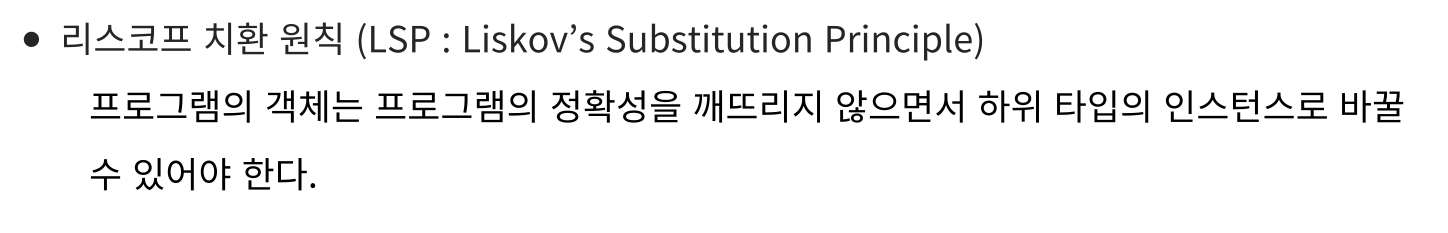 ● 리스코프 치환 원칙 (LSP : Liskov’s Substitution Principle)
프로그램의 객체는 프로그램의 정확성을 깨뜨리지 않으면서 하위 타입의 인스턴스로 바꿀
수 있어야 한다.